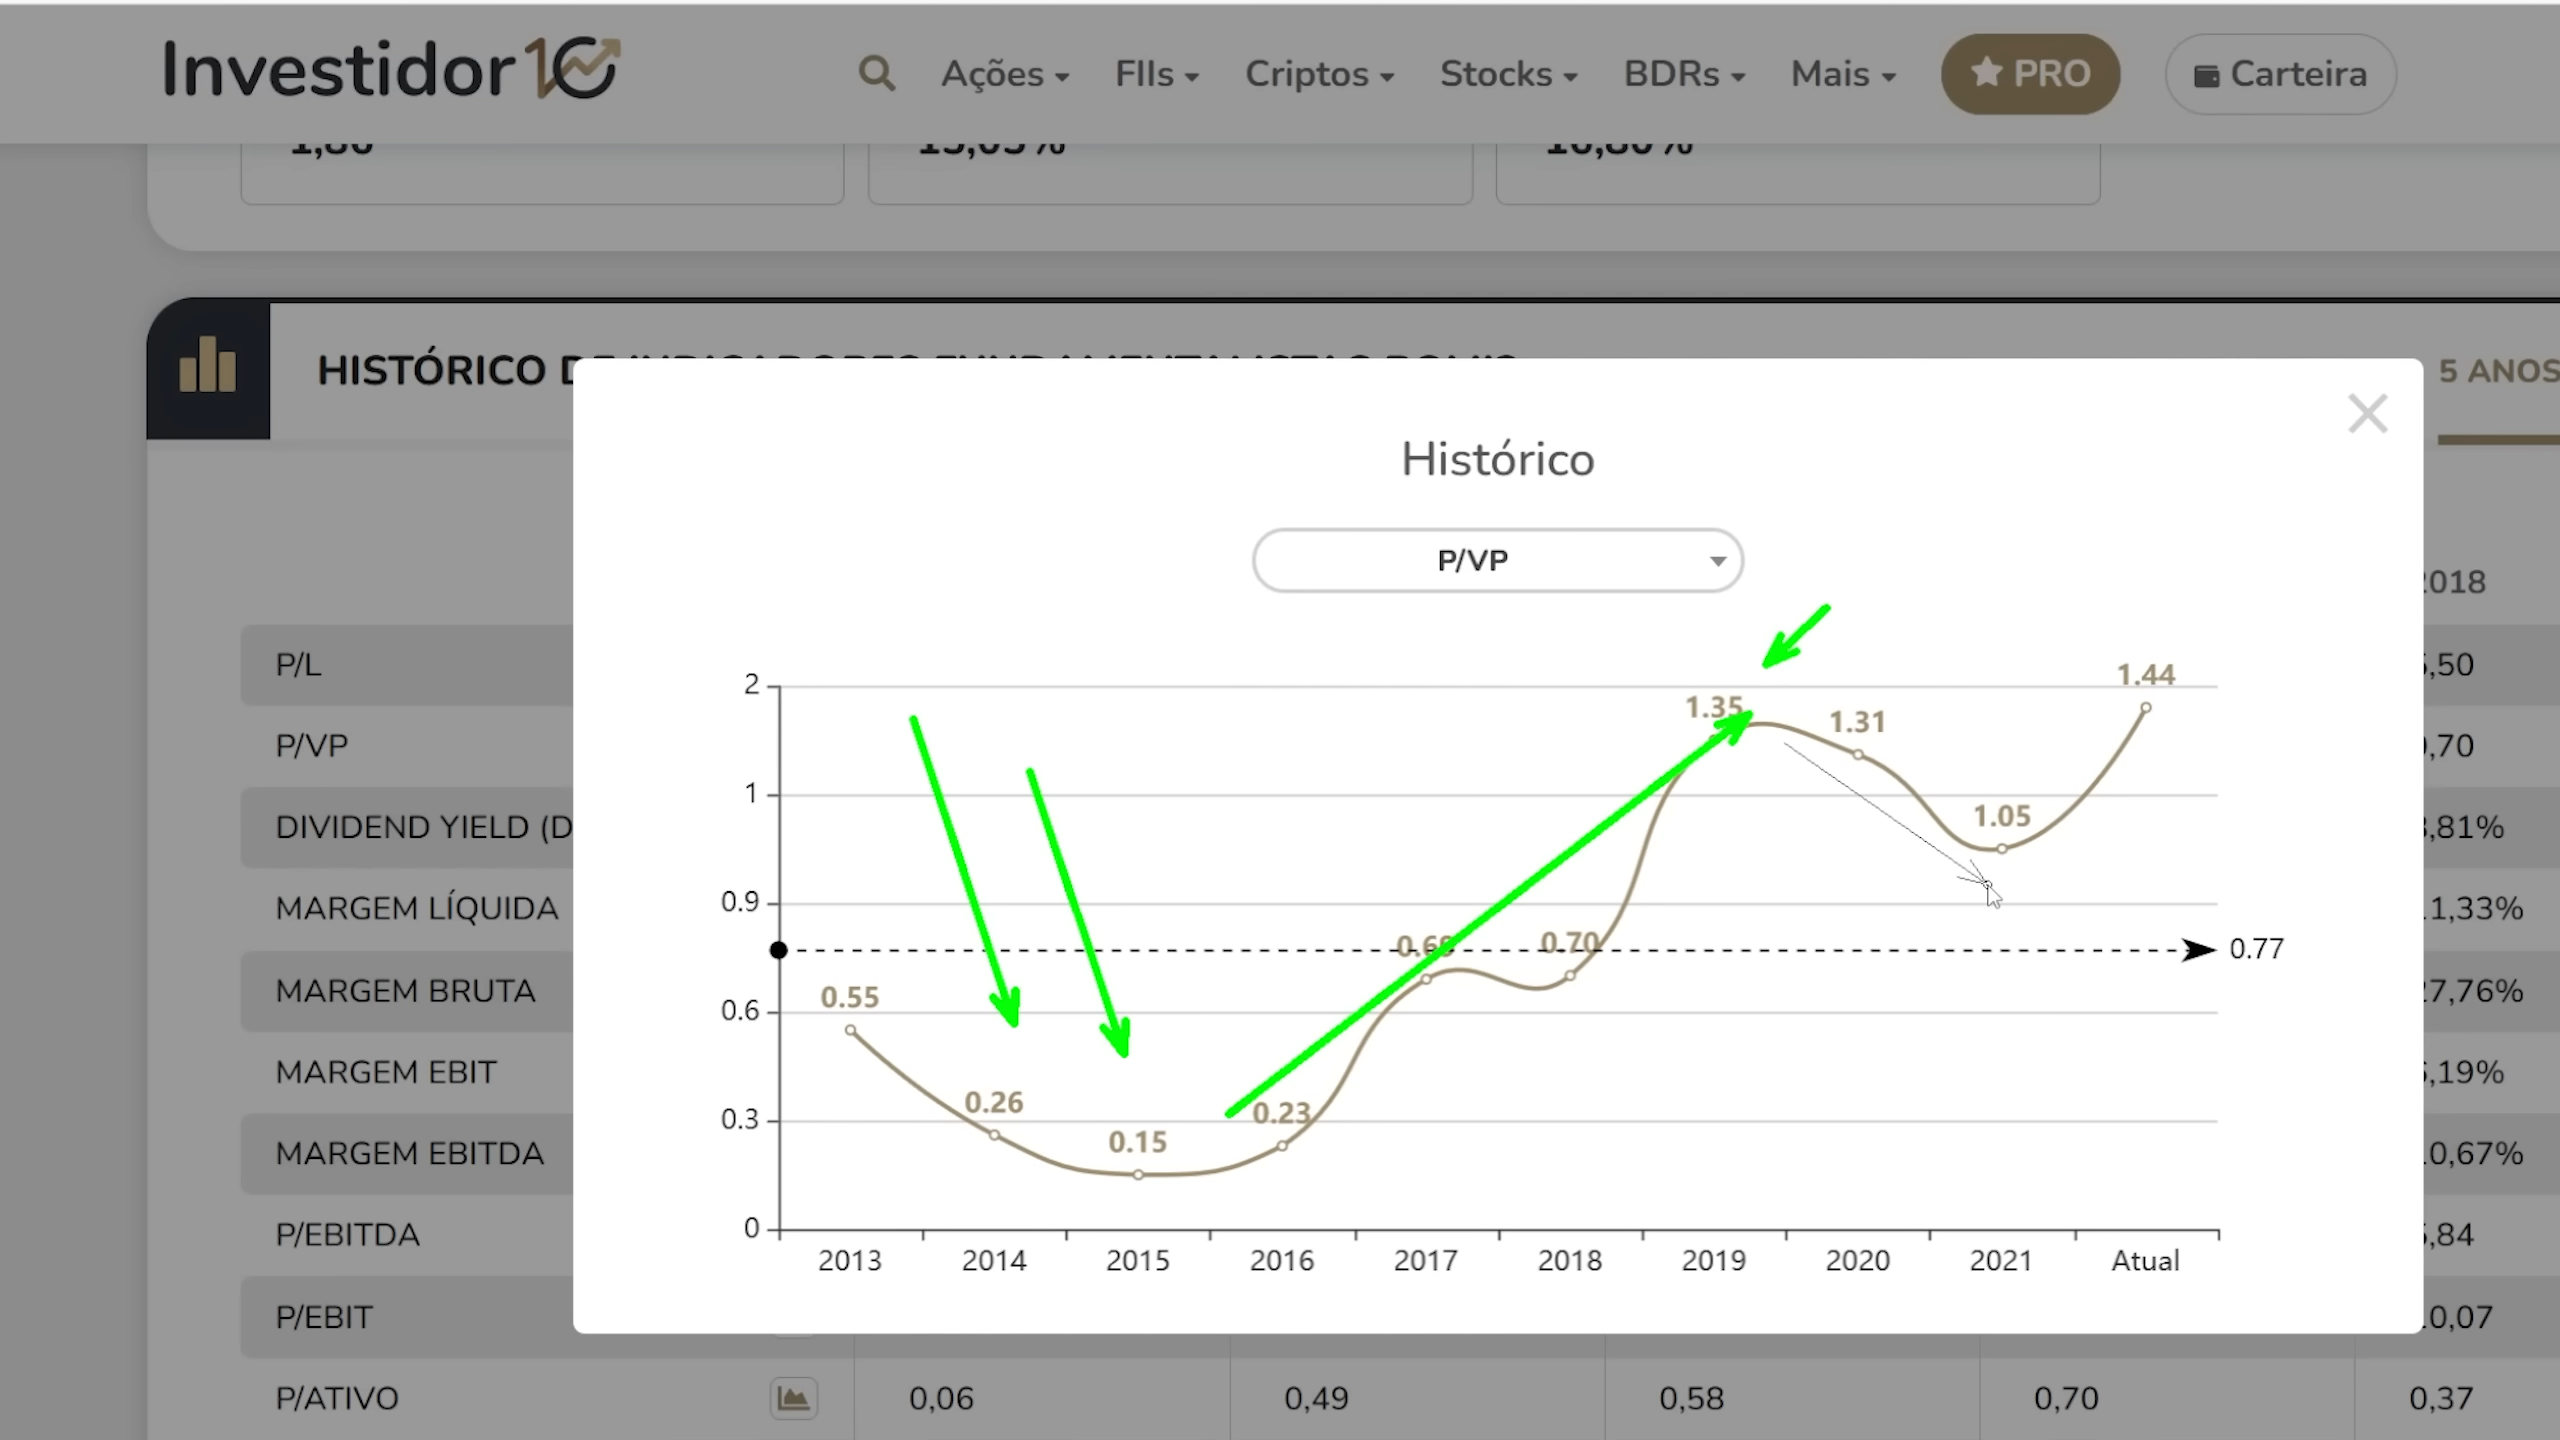 Investidor10
Ações
FIIs
Criptos
Stocks
BDRs
Mais
PRO
Carteira
HISTÓRICO
5 ANOS
Histórico
P/VP
2018
P/L
P/VP
DIVIDEND YIELD (D
MARGEM LÍQUIDA
MARGEM BRUTA
MARGEM EBIT
MARGEM EBITDA
P/EBITDA
P/EBIT
P/ATIVO
0,06
0,49
0,58
0,70
0,37
2
1
0.9
0.6
0.3
0
0.55
0.26
0.15
0.23
0.70
1.35
1.31
1.05
1.44
0.77
2013
2014
2015
2016
2017
2018
2019
2020
2021
Atual